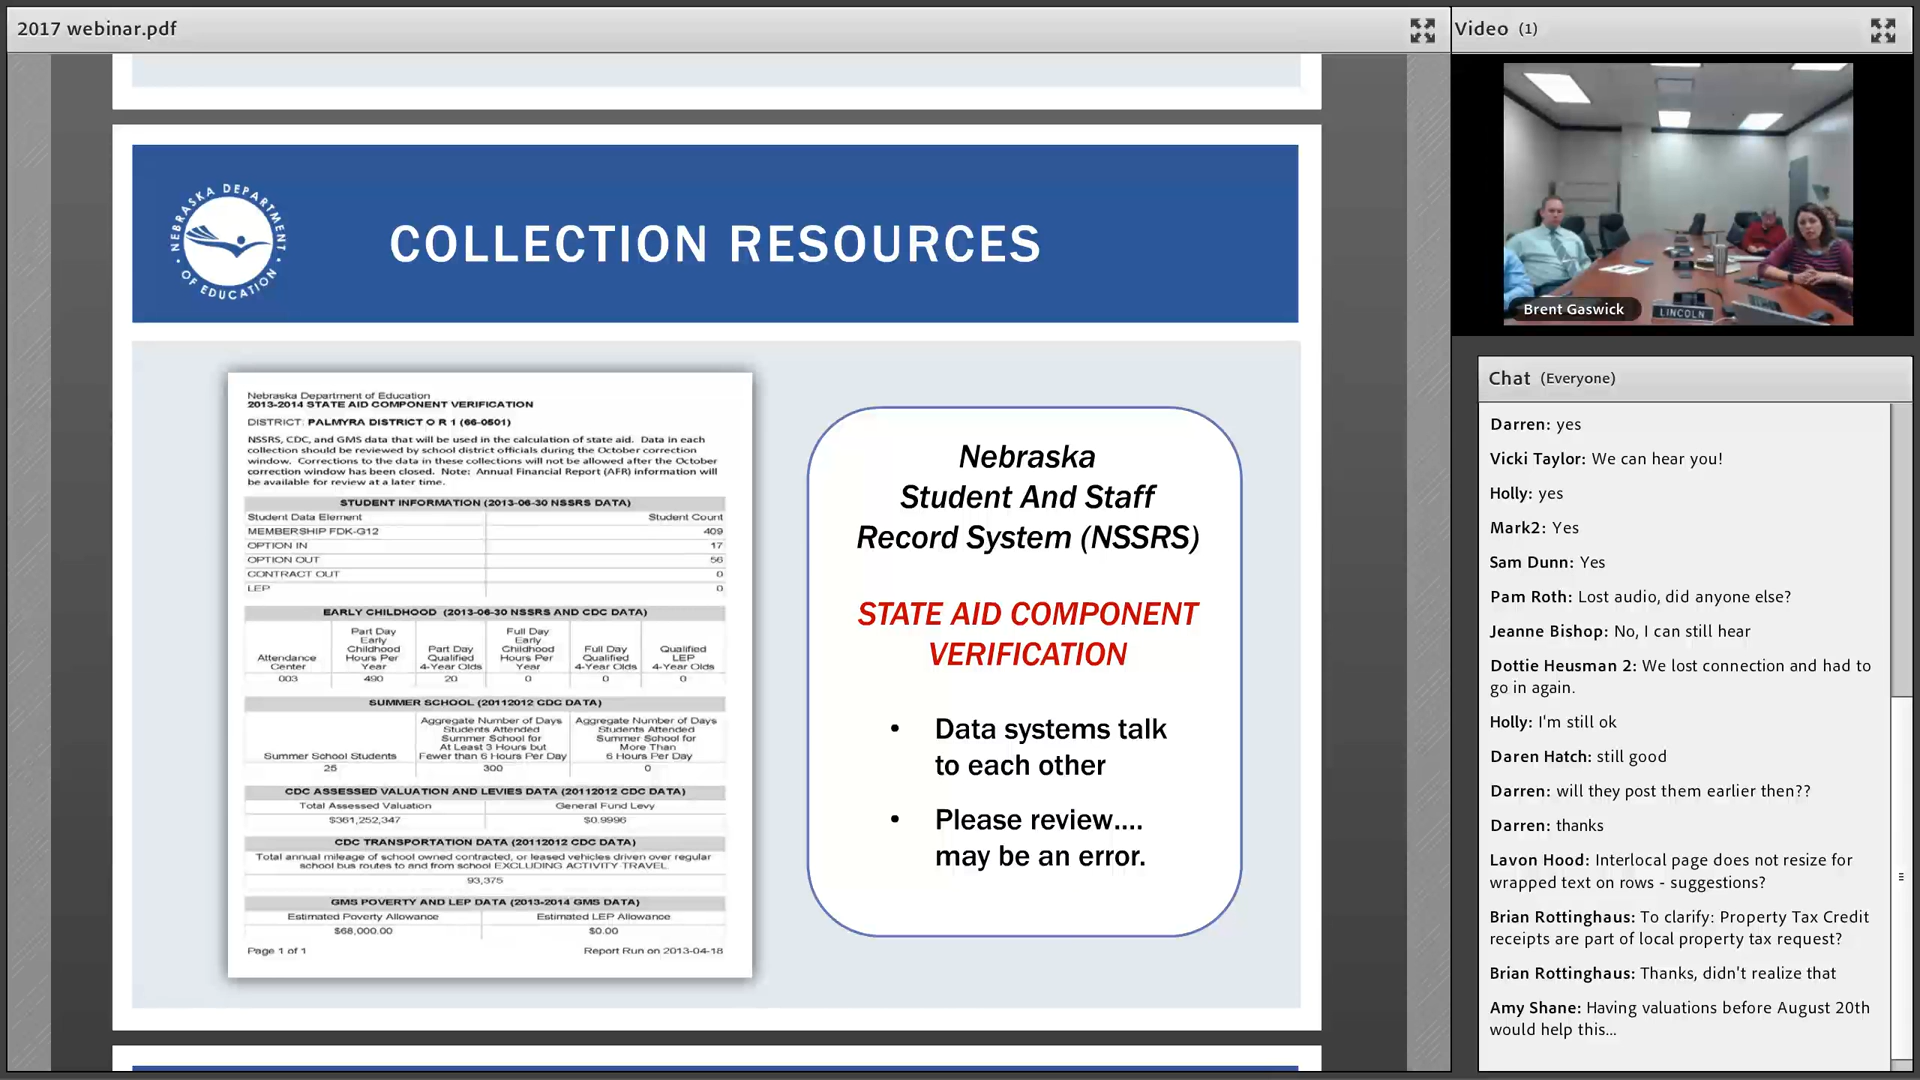 2017 webinar.pdf
NEBRASKA DEPARTMENT OF EDUCATION
COLLECTION RESOURCES
Nebraska Department of Education
2013-2014 STATE AID COMPONENT VERIFICATION
DISTRICT: PALMYRA DISTRICT O R 1 (66-0501)
NSSRS, CDC, and GMS data that will be used in the calculation of state aid. Data in each
collection should be reviewed by school district officials during the October correction
window. Corrections to the data in these collections will not be allowed after the October
correction window has been closed. Note: Annual Financial Report (AFR) information will
be available for review at a later time.
STUDENT INFORMATION (2013-06-30 NSSRS DATA)
Student Data Element Student Count
MEMBERSHIP FDK-G12 409
OPTION IN 17
OPTION OUT 56
CONTRACT OUT 0
LEP 0
EARLY CHILDHOOD (2013-06-30 NSSRS AND CDC DATA)
Attendance Center
Part Day Early Childhood Hours Per Year
Part Day Qualified 4-Year Olds
Full Day Early Childhood Hours Per Year
Full Day Qualified 4-Year Olds
Qualified LEP 4-Year Olds
003 490 20 0 0 0
SUMMER SCHOOL (20112012 CDC DATA)
Summer School Students
Aggregate Number of Days Students Attended Summer School for At Least 3 Hours but Fewer than 6 Hours Per Day
Aggregate Number of Days Students Attended Summer School for More Than 6 Hours Per Day
25 300 0
CDC ASSESSED VALUATION AND LEVIES DATA (20112012 CDC DATA)
Total Assessed Valuation General Fund Levy
$361,252,347 $0.9996
CDC TRANSPORTATION DATA (20112012 CDC DATA)
Total annual mileage of school owned contracted, or leased vehicles driven over regular
school bus routes to and from school EXCLUDING ACTIVITY TRAVEL
93,375
GMS POVERTY AND LEP DATA (2013-2014 GMS DATA)
Estimated Poverty Allowance Estimated LEP Allowance
$68,000.00 $0.00
Page 1 of 1 Report Run on 2013-04-18
Nebraska
Student And Staff
Record System (NSSRS)
STATE AID COMPONENT
VERIFICATION
• Data systems talk
to each other
• Please review....
may be an error.
Video (1)
Brent Gaswick
LINCOLN
Chat (Everyone)
Darren: yes
Vicki Taylor: We can hear you!
Holly: yes
Mark2: Yes
Sam Dunn: Yes
Pam Roth: Lost audio, did anyone else?
Jeanne Bishop: No, I can still hear
Dottie Heusman 2: We lost connection and had to
go in again.
Holly: I'm still ok
Daren Hatch: still good
Darren: will they post them earlier then??
Darren: thanks
Lavon Hood: Interlocal page does not resize for
wrapped text on rows - suggestions?
Brian Rottinghaus: To clarify: Property Tax Credit
receipts are part of local property tax request?
Brian Rottinghaus: Thanks, didn't realize that
Amy Shane: Having valuations before August 20th
would help this...